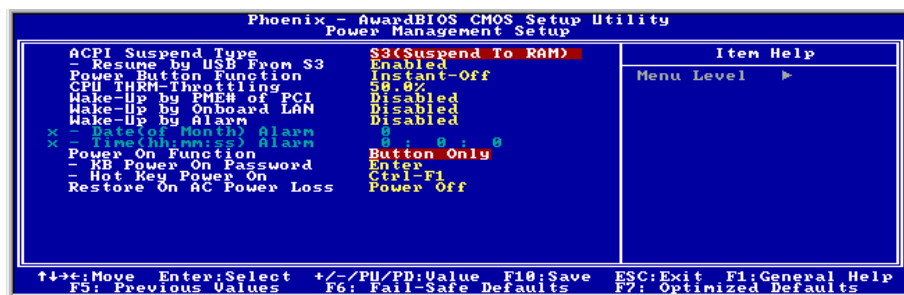 Phoenix - AwardBIOS CMOS Setup Utility
Power Management Setup
ACPI Suspend Type S3(Suspend To RAM) Item Help
- Resume by USB From S3 Enabled
Power Button Function Instant-Off Menu Level ►
CPU THRM-Throttling 50.0%
Wake-Up by PME# of PCI Disabled
Wake-Up by Onboard LAN Disabled
Wake-Up by Alarm Disabled
x - Date(of Month) Alarm 0
x - Time(hh:mm:ss) Alarm 0 : 0 : 0
Power On Function Button Only
- KB Power On Password Enter
- Hot Key Power On Ctrl-F1
Restore On AC Power Loss Power Off
↑↓→←:Move Enter:Select +/-/PU/PD:Value F10:Save ESC:Exit F1:General Help
F5: Previous Values F6: Fail-Safe Defaults F7: Optimized Defaults